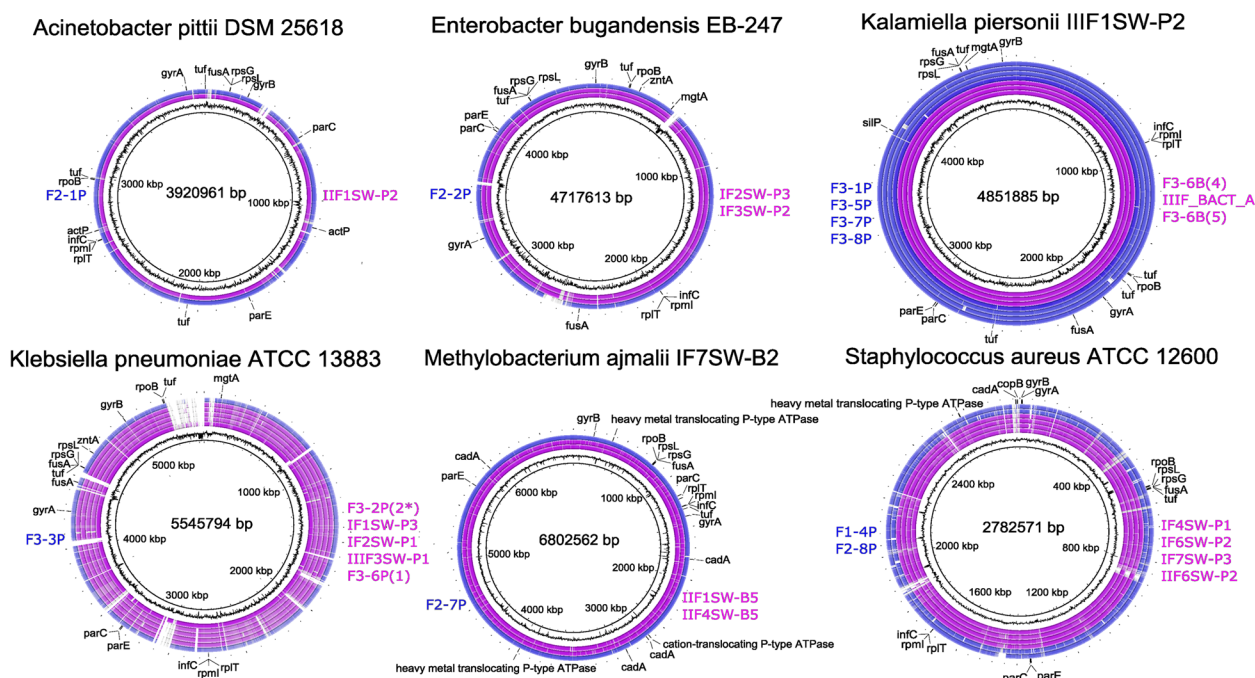 Acinetobacter pittii DSM 25618
tuf
fusA
rpsG
rpsL
gyrB
gyrA
parC
tuf
rpoB
F2-1P
3000 kbp
3920961 bp
1000 kbp
IIF1SW-P2
actP
infC
rpmI
rplT
actP
2000 kbp
tuf
parE
Enterobacter bugandensis EB-247
gyrB
tuf
rpoB
zntA
mgtA
rpsL
rpsG
fusA
tuf
parE
parC
4000 kbp
1000 kbp
F2-2P
4717613 bp
IF2SW-P3
IF3SW-P2
gyrA
3000 kbp
2000 kbp
infC
rpmI
rplT
fusA
Kalamiella piersonii IIIF1SW-P2
gyrB
mgtA
tuf
fusA
rpsG
rpsL
silP
infC
rpmI
rplT
4000 kbp
1000 kbp
F3-1P
F3-5P
F3-7P
F3-8P
4851885 bp
F3-6B(4)
IIIF_BACT_A
F3-6B(5)
3000 kbp
2000 kbp
tuf
rpoB
tuf
gyrA
fusA
parE
parC
tuf
Klebsiella pneumoniae ATCC 13883
mgtA
tuf
rpoB
gyrB
zntA
rpsL
rpsG
fusA
tuf
fusA
gyrA
5000 kbp
1000 kbp
F3-3P
4000 kbp
5545794 bp
F3-2P(2*)
IF1SW-P3
IF2SW-P1
IIIF3SW-P1
F3-6P(1)
2000 kbp
3000 kbp
parC
parE
infC
rpmI
rplT
Methylobacterium ajmalii IF7SW-B2
gyrB
heavy metal translocating P-type ATPase
rpoB
rpsL
rpsG
fusA
parC
rplT
rpmI
infC
tuf
gyrA
cadA
parE
6000 kbp
1000 kbp
6802562 bp
5000 kbp
2000 kbp
cadA
F2-7P
IIF1SW-B5
IIF4SW-B5
4000 kbp
3000 kbp
cation-translocating P-type ATPase
cadA
cadA
heavy metal translocating P-type ATPase
Staphylococcus aureus ATCC 12600
copB
gyrB
gyrA
cadA
heavy metal translocating P-type ATPase
rpoB
rpsL
rpsG
fusA
tuf
2400 kbp
400 kbp
F1-4P
F2-8P
2782571 bp
2000 kbp
800 kbp
IF4SW-P1
IF6SW-P2
IF7SW-P3
IIF6SW-P2
1600 kbp
1200 kbp
infC
rpmI
rplT
parC
parE